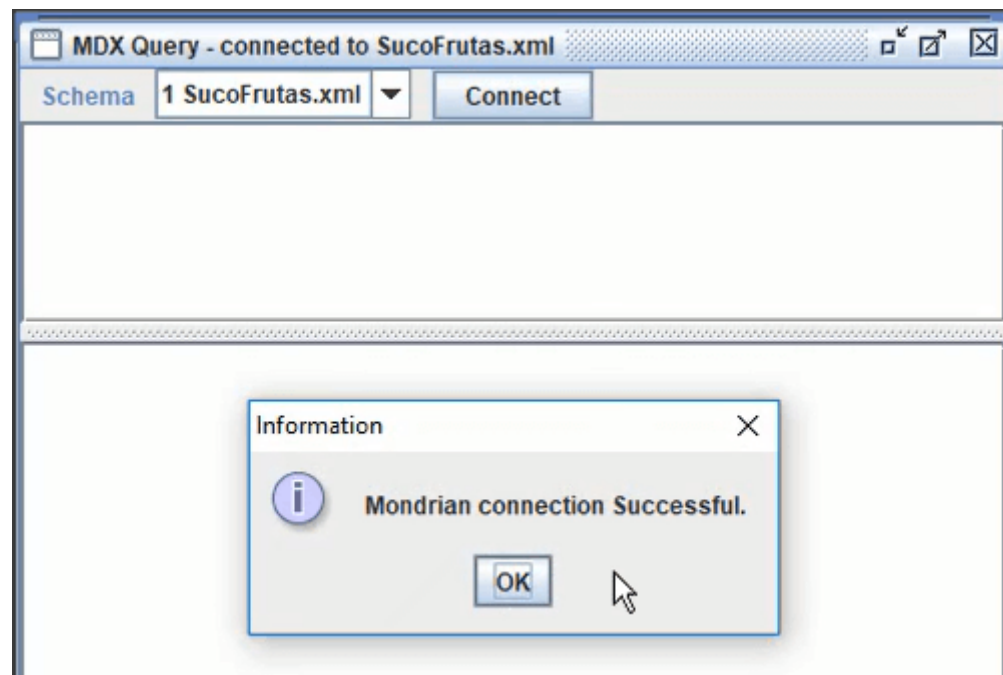 MDX Query - connected to SucoFrutas.xml
Schema 1 SucoFrutas.xml Connect
Information
i
Mondrian connection Successful.
OK